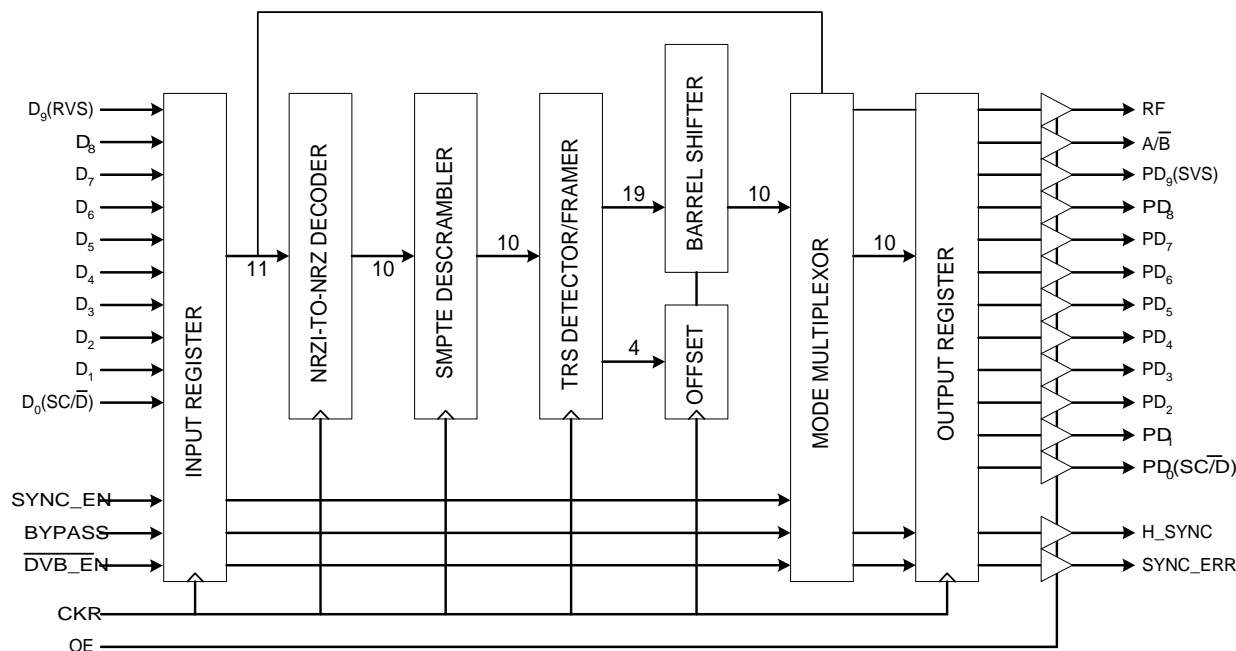 D₉(RVS)
D₈
D₇
D₆
D₅
D₄
D₃
D₂
D₁
D₀(SC/D̅)
SYNC_EN
BYPASS
D̅V̅B̅_̅E̅N̅
CKR
OE
INPUT REGISTER
11
NRZI-TO-NRZ DECODER
10
SMPTE DESCRAMBLER
10
TRS DETECTOR/FRAMER
19
4
BARREL SHIFTER
OFFSET
10
MODE MULTIPLEXOR
10
OUTPUT REGISTER
RF
A/B̅
PD₉(SVS)
PD₈
PD₇
PD₆
PD₅
PD₄
PD₃
PD₂
PD₁
PD₀(SC/D̅)
H_SYNC
SYNC_ERR